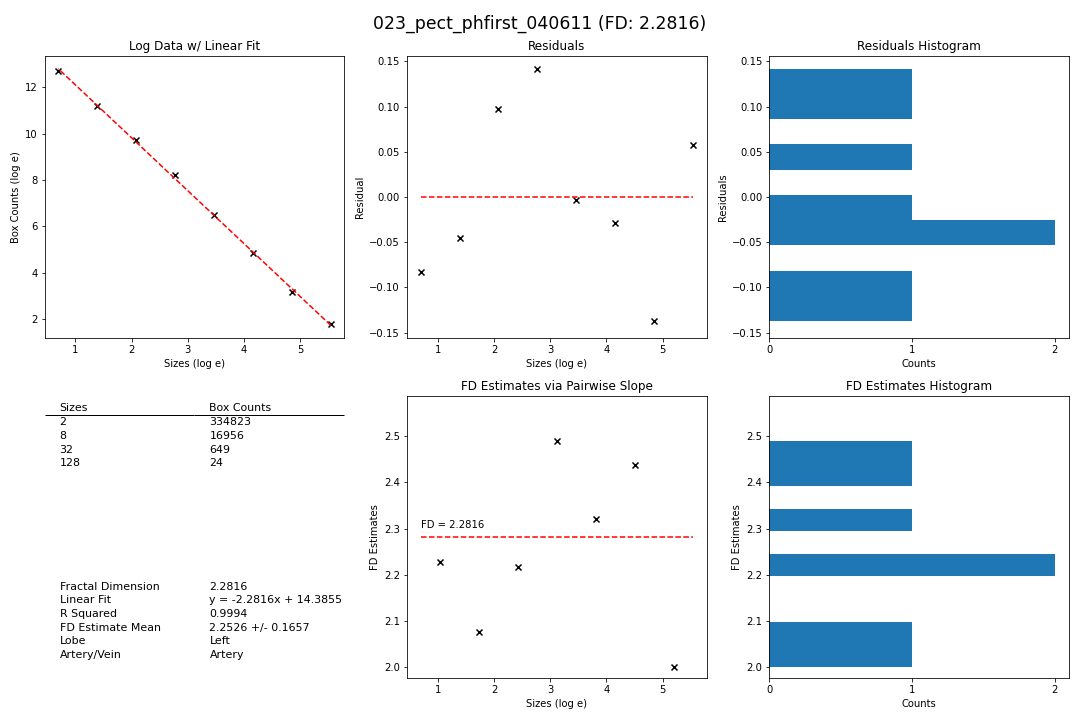 023_pect_phfirst_040611 (FD: 2.2816)
Log Data w/ Linear Fit
Box Counts (log e)
12
10
8
6
4
2
1 2 3 4 5
Sizes (log e)
Residuals
Residual
0.15
0.10
0.05
0.00
−0.05
−0.10
−0.15
1 2 3 4 5
Sizes (log e)
Residuals Histogram
Residuals
0.15
0.10
0.05
0.00
−0.05
−0.10
−0.15
0 1 2
Counts
Sizes Box Counts
2 334823
8 16956
32 649
128 24
Fractal Dimension 2.2816
Linear Fit y = -2.2816x + 14.3855
R Squared 0.9994
FD Estimate Mean 2.2526 +/- 0.1657
Lobe Left
Artery/Vein Artery
FD Estimates via Pairwise Slope
FD Estimates
2.5
2.4
2.3
2.2
2.1
2.0
FD = 2.2816
1 2 3 4 5
Sizes (log e)
FD Estimates Histogram
FD Estimates
2.5
2.4
2.3
2.2
2.1
2.0
0 1 2
Counts